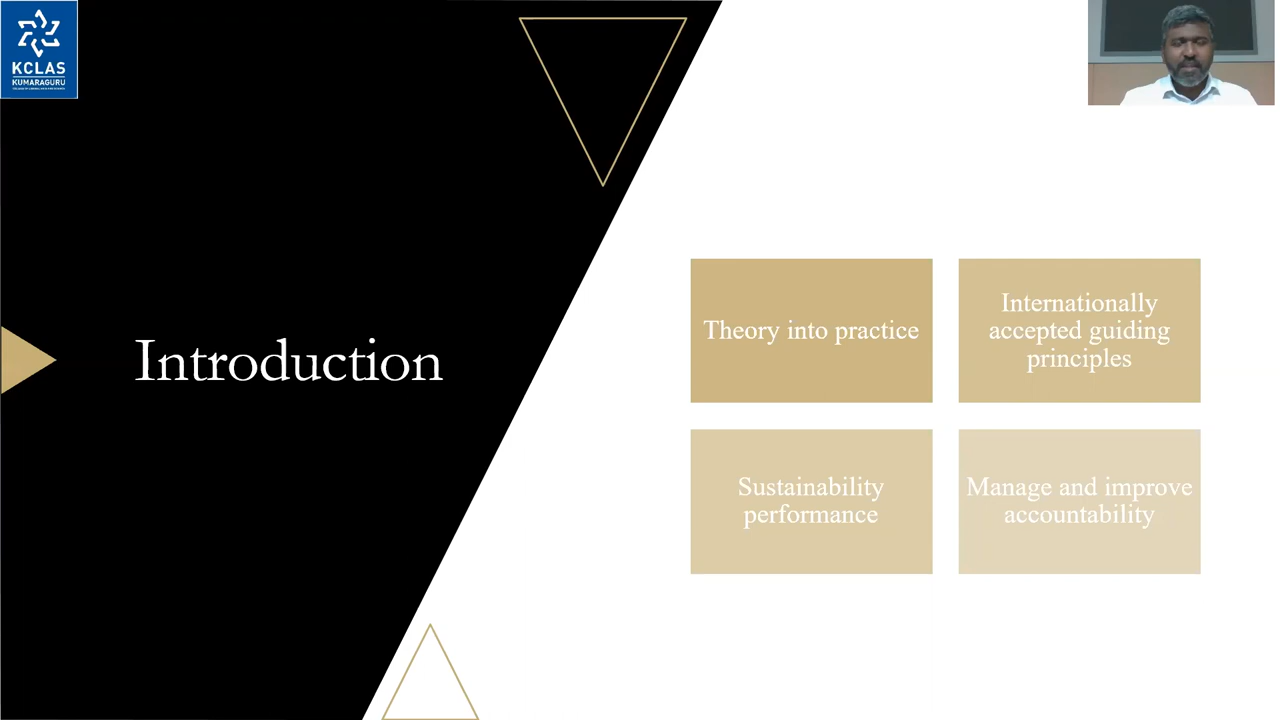 KCLAS
KUMARAGURU
Introduction
Theory into practice
Internationally
accepted guiding
principles
Sustainability
performance
Manage and improve
accountability